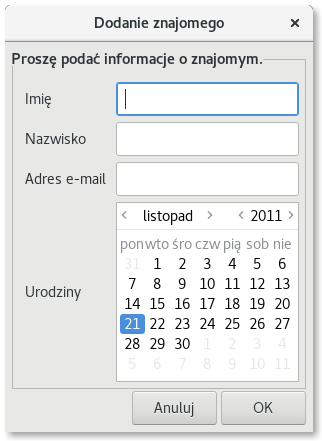 Dodanie znajomego ×
Proszę podać informacje o znajomym.
Imię
Nazwisko
Adres e-mail
< listopad > < 2011 >
pon wto śro czw pią sob nie
31 1 2 3 4 5 6
7 8 9 10 11 12 13
14 15 16 17 18 19 20
Urodziny
21 22 23 24 25 26 27
28 29 30 1 2 3 4
5 6 7 8 9 10 11
Anuluj OK